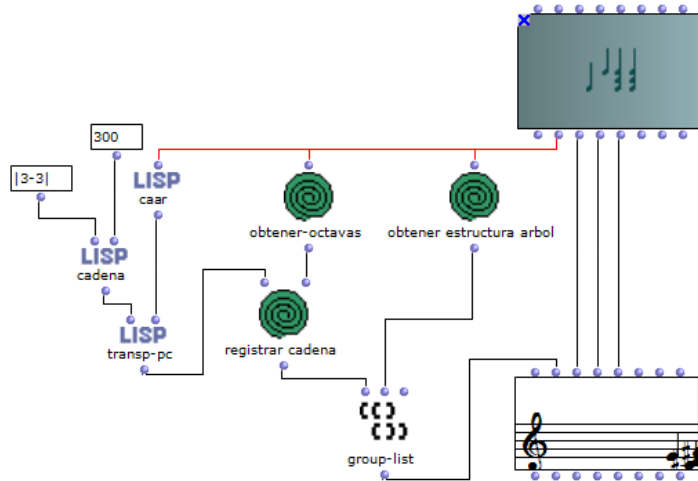 300
|3-3|
LISP
caar
obtener-octavas
obtener estructura arbol
LISP
cadena
LISP
transp-pc
registrar cadena
group-list